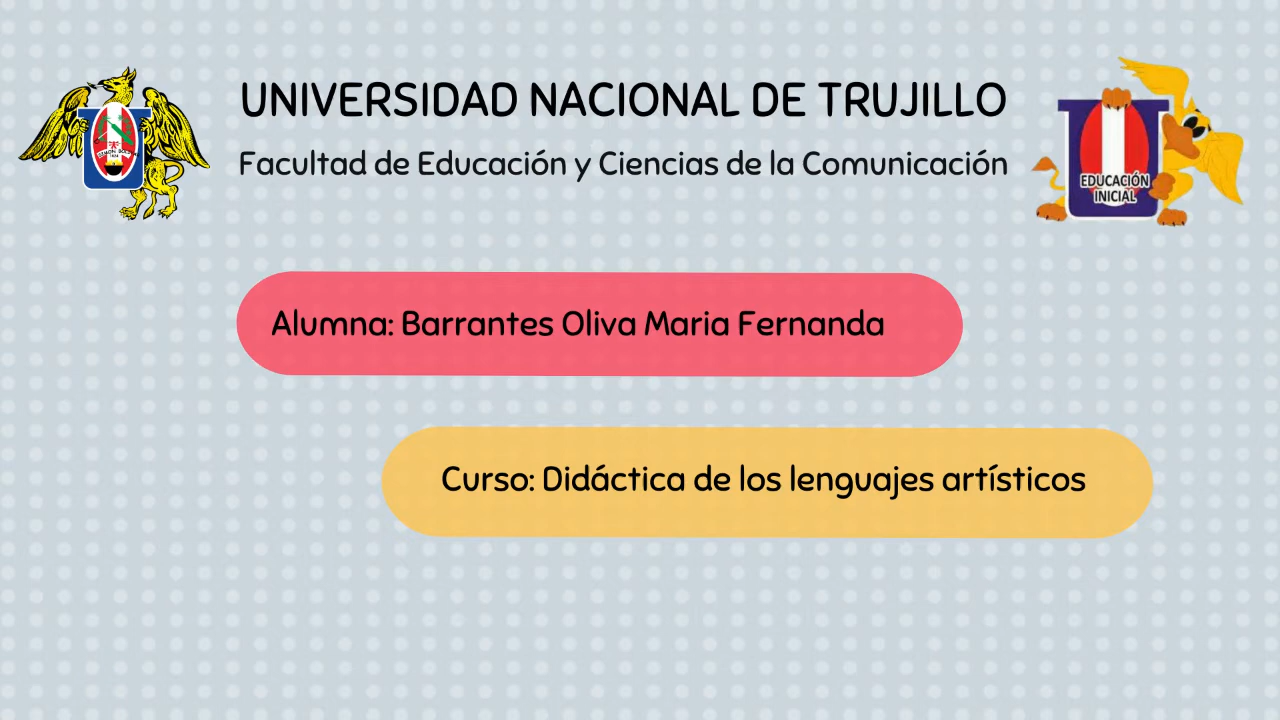 UNIVERSIDAD NACIONAL DE TRUJILLO
Facultad de Educación y Ciencias de la Comunicación
EDUCACIÓN
INICIAL
Alumna: Barrantes Oliva Maria Fernanda
Curso: Didáctica de los lenguajes artísticos